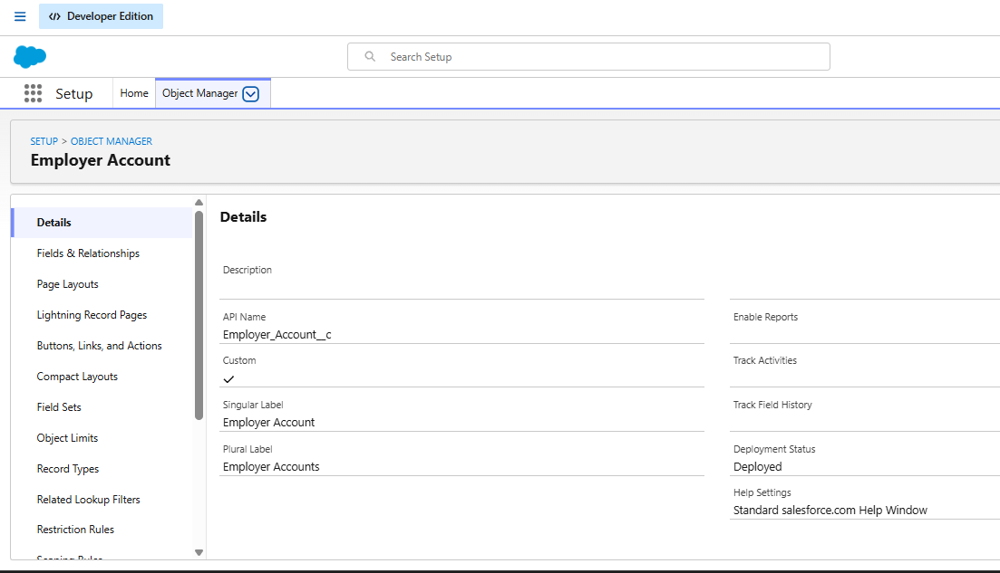 Developer Edition
Search Setup
Setup
Home
Object Manager
SETUP > OBJECT MANAGER
Employer Account
Details
Fields & Relationships
Page Layouts
Lightning Record Pages
Buttons, Links, and Actions
Compact Layouts
Field Sets
Object Limits
Record Types
Related Lookup Filters
Restriction Rules
Details
Description
API Name
Employer_Account__c
Custom
Singular Label
Employer Account
Plural Label
Employer Accounts
Enable Reports
Track Activities
Track Field History
Deployment Status
Deployed
Help Settings
Standard salesforce.com Help Window